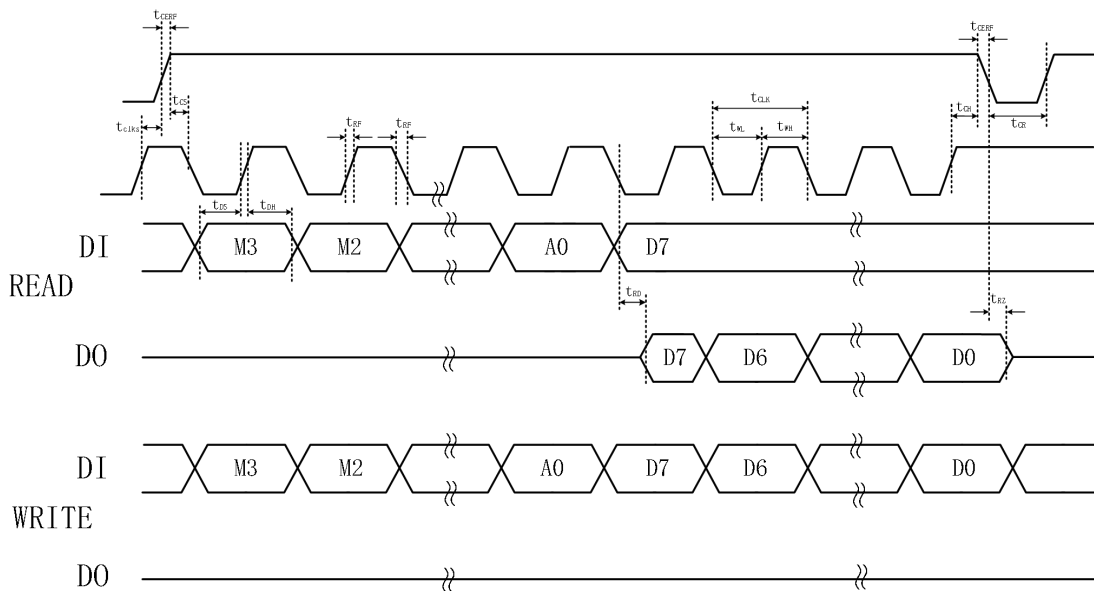 tCERF tCERF
tCS tCLK tCH
tclks tRF tRF tWL tWH tCR
tDS tDH
DI M3 M2 A0 D7
READ
tRD tRZ
DO D7 D6 D0
DI M3 M2 A0 D7 D6 D0
WRITE
DO